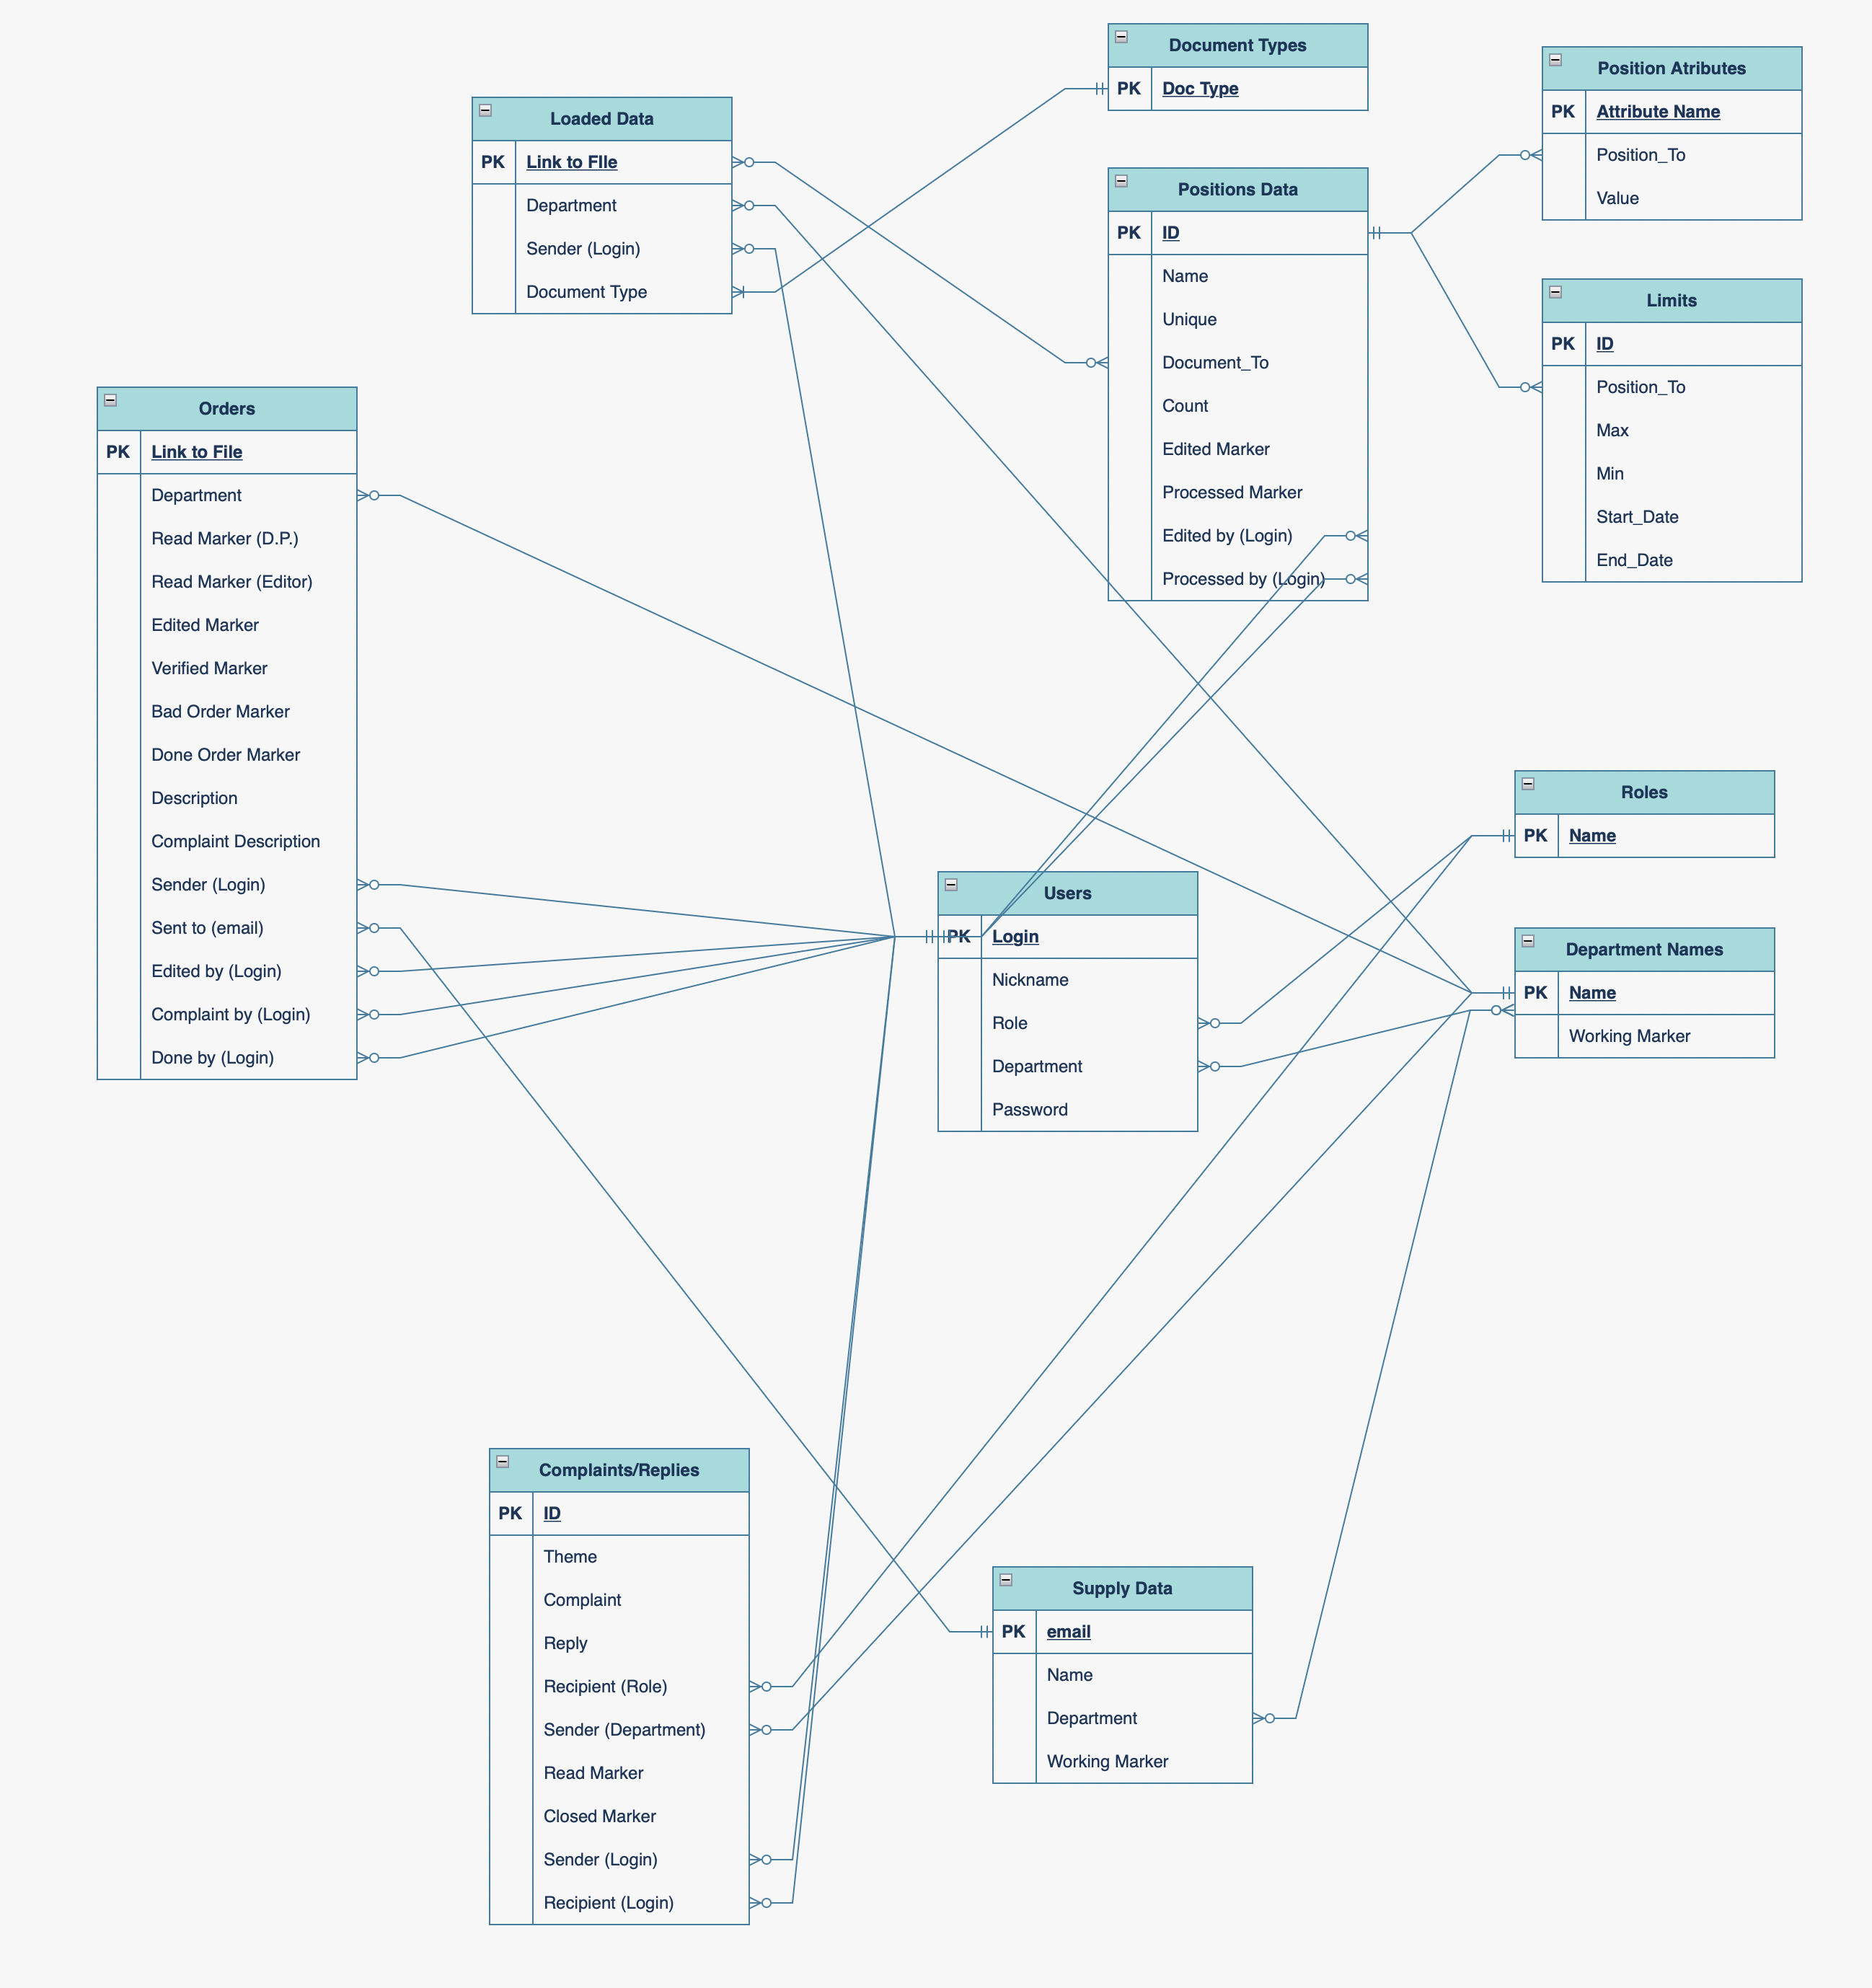 Document Types
PK Doc Type
Position Atributes
PK Attribute Name
Position_To
Value
Loaded Data
PK Link to FIle
Department
Sender (Login)
Document Type
Positions Data
PK ID
Name
Unique
Document_To
Count
Edited Marker
Processed Marker
Edited by (Login)
Processed by (Login)
Limits
PK ID
Position_To
Max
Min
Start_Date
End_Date
Orders
PK Link to File
Department
Read Marker (D.P.)
Read Marker (Editor)
Edited Marker
Verified Marker
Bad Order Marker
Done Order Marker
Description
Complaint Description
Sender (Login)
Sent to (email)
Edited by (Login)
Complaint by (Login)
Done by (Login)
Roles
PK Name
Users
PK Login
Nickname
Role
Department
Password
Department Names
PK Name
Working Marker
Complaints/Replies
PK ID
Theme
Complaint
Reply
Recipient (Role)
Sender (Department)
Read Marker
Closed Marker
Sender (Login)
Recipient (Login)
Supply Data
PK email
Name
Department
Working Marker